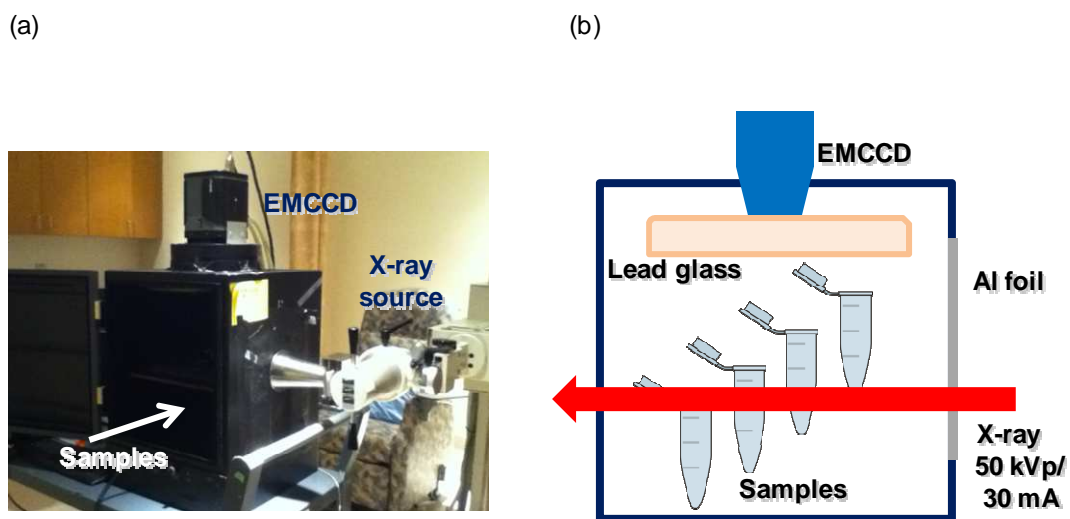 (a)
(b)
EMCCD
X-ray
source
Samples
EMCCD
Lead glass
Al foil
X-ray
50 kVp/
30 mA
Samples